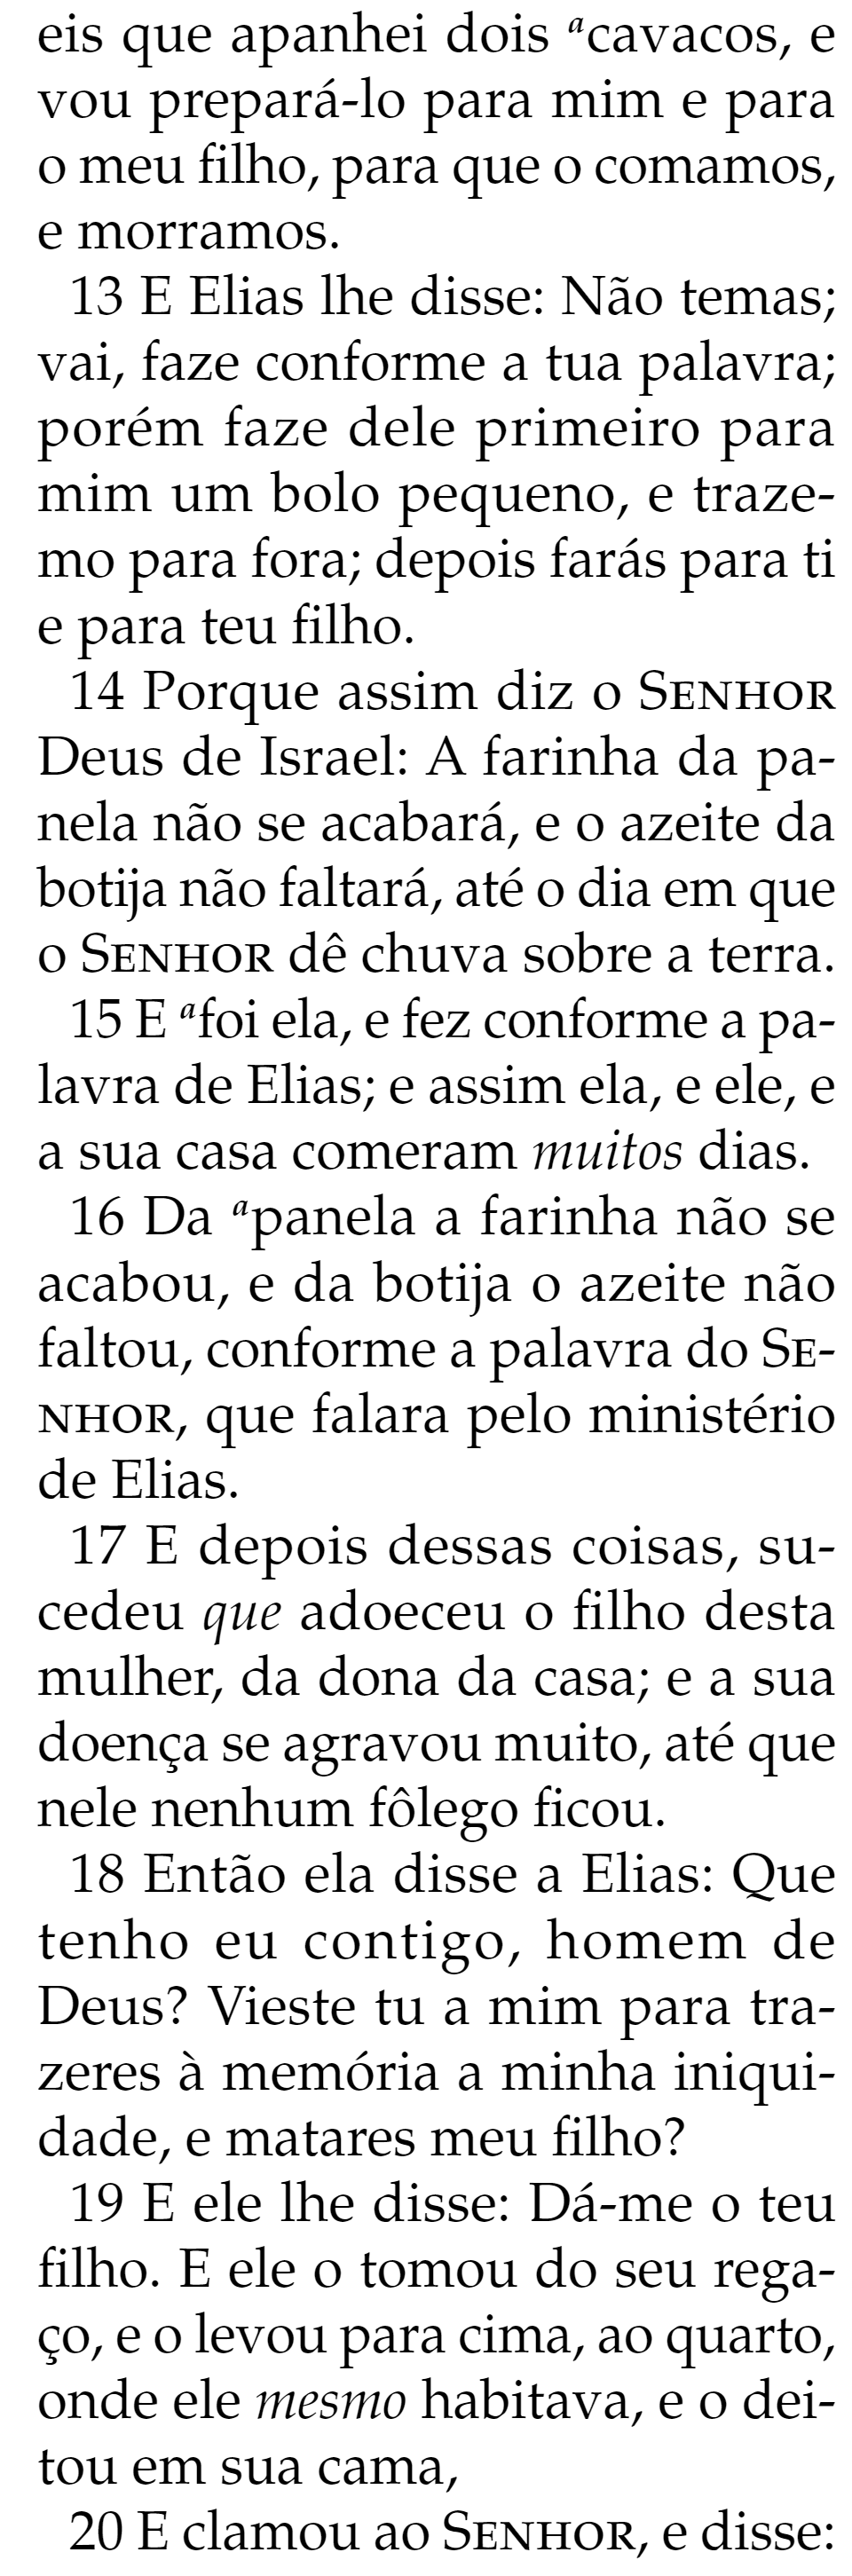 eis que apanhei dois ᵃcavacos, e
vou prepará-lo para mim e para
o meu filho, para que o comamos,
e morramos.
13 E Elias lhe disse: Não temas;
vai, faze conforme a tua palavra;
porém faze dele primeiro para
mim um bolo pequeno, e traze-
mo para fora; depois farás para ti
e para teu filho.
14 Porque assim diz o SENHOR
Deus de Israel: A farinha da pa-
nela não se acabará, e o azeite da
botija não faltará, até o dia em que
o SENHOR dê chuva sobre a terra.
15 E ᵃfoi ela, e fez conforme a pa-
lavra de Elias; e assim ela, e ele, e
a sua casa comeram muitos dias.
16 Da ᵃpanela a farinha não se
acabou, e da botija o azeite não
faltou, conforme a palavra do SE-
NHOR, que falara pelo ministério
de Elias.
17 E depois dessas coisas, su-
cedeu que adoeceu o filho desta
mulher, da dona da casa; e a sua
doença se agravou muito, até que
nele nenhum fôlego ficou.
18 Então ela disse a Elias: Que
tenho eu contigo, homem de
Deus? Vieste tu a mim para tra-
zeres à memória a minha iniqui-
dade, e matares meu filho?
19 E ele lhe disse: Dá-me o teu
filho. E ele o tomou do seu rega-
ço, e o levou para cima, ao quarto,
onde ele mesmo habitava, e o dei-
tou em sua cama,
20 E clamou ao SENHOR, e disse: